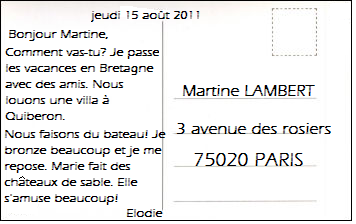 jeudi 15 août 2011
Bonjour Martine,
Comment vas-tu? Je passe
les vacances en Bretagne
avec des amis. Nous
louons une villa à
Quiberon.
Nous faisons du bateau! Je
bronze beaucoup et je me
repose. Marie fait des
châteaux de sable. Elle
s'amuse beaucoup!
Elodie
Martine LAMBERT
3 avenue des rosiers
75020 PARIS